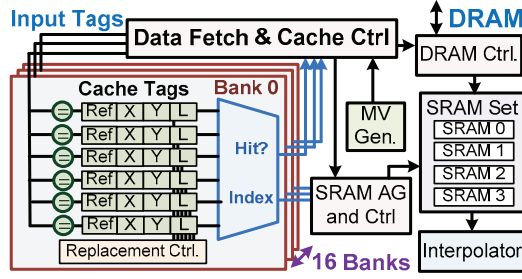 Input Tags
Data Fetch & Cache Ctrl
DRAM
DRAM Ctrl.
Cache Tags
Bank 0
Ref X Y L
Ref X Y L
Ref X Y L
Ref X Y L
Ref X Y L
Ref X Y L
Replacement Ctrl.
Hit?
Index
MV
Gen.
SRAM AG
and Ctrl
SRAM Set
SRAM 0
SRAM 1
SRAM 2
SRAM 3
Interpolator
16 Banks